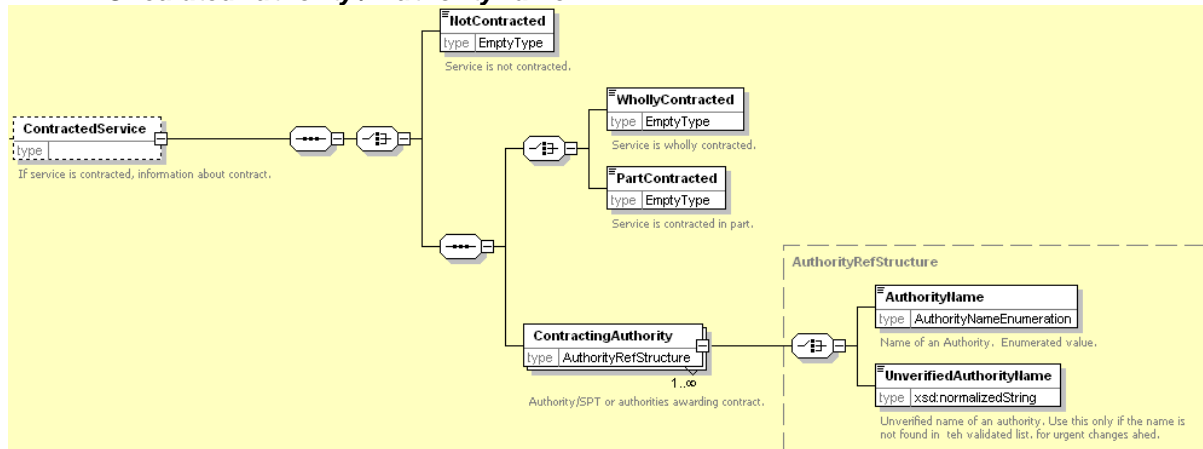 NotContracted
type EmptyType
Service is not contracted.
ContractedService
type
If service is contracted, information about contract.
WhollyContracted
type EmptyType
Service is wholly contracted.
PartContracted
type EmptyType
Service is contracted in part.
AuthorityRefStructure
AuthorityName
type AuthorityNameEnumeration
Name of an Authority. Enumerated value.
ContractingAuthority
type AuthorityRefStructure
1..∞
Authority/SPT or authorities awarding contract.
UnverifiedAuthorityName
type xsd:normalizedString
Unverified name of an authority. Use this only if the name is
not found in teh validated list. for urgent changes ahed.